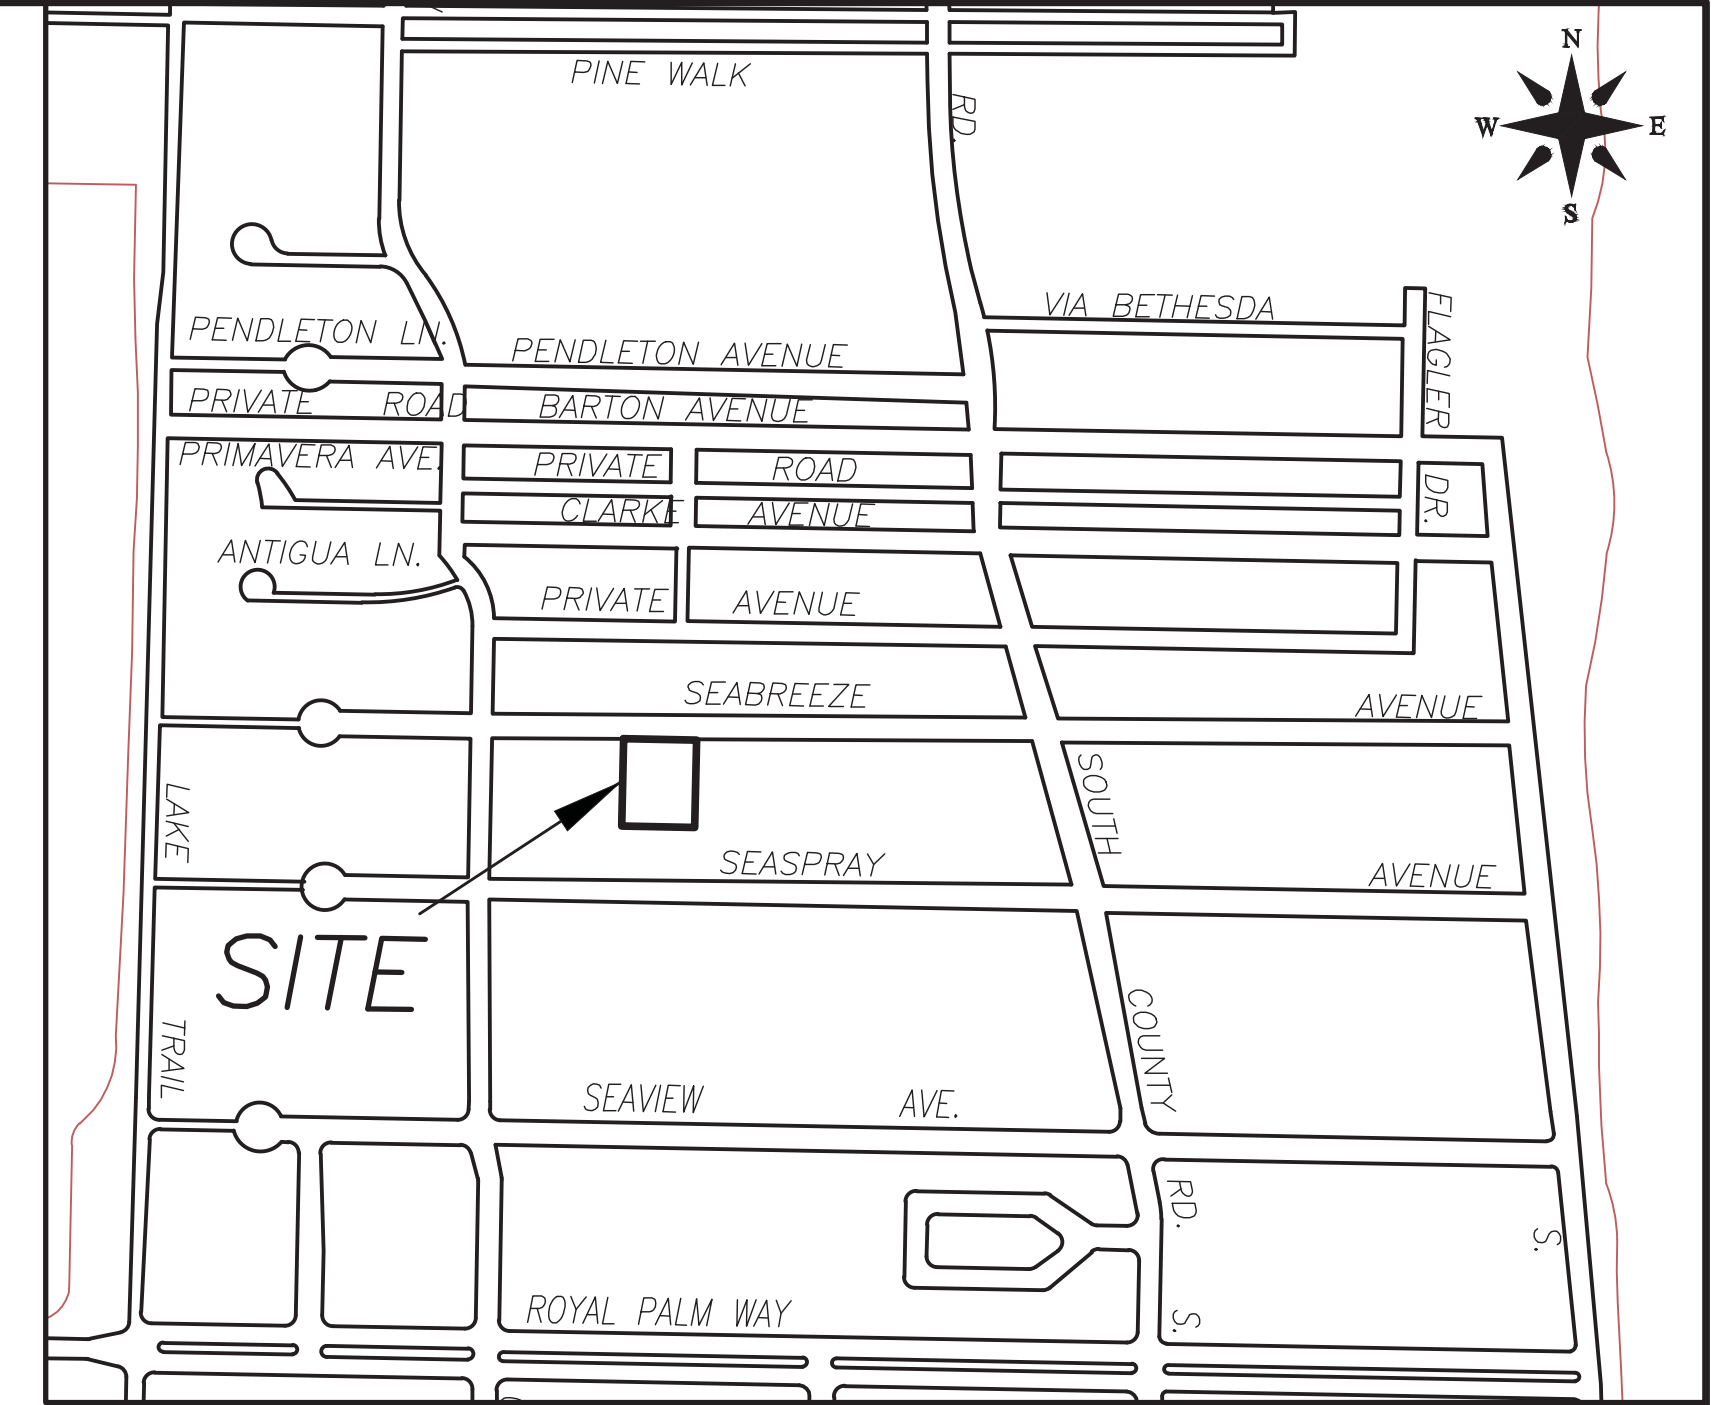 N
PINE WALK
RD.
W E
S
VIA BETHESDA
FLAGLER
PENDLETON LN.
PENDLETON AVENUE
PRIVATE ROAD
BARTON AVENUE
PRIMAVERA AVE.
PRIVATE ROAD
DR.
CLARKE AVENUE
ANTIGUA LN.
PRIVATE AVENUE
SEABREEZE AVENUE
SOUTH
LAKE
SEASPRAY AVENUE
SITE
COUNTY
TRAIL
SEAVIEW AVE.
RD.
S.
ROYAL PALM WAY
S.